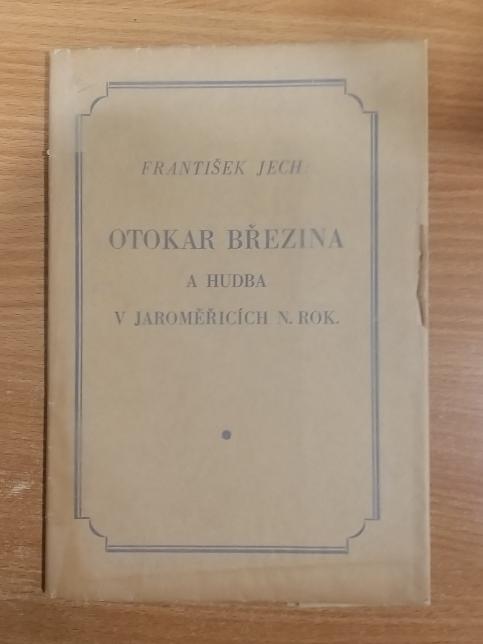 FRANTIŠEK JECH:
OTOKAR BŘEZINA
A HUDBA
V JAROMĚŘICÍCH N. ROK.